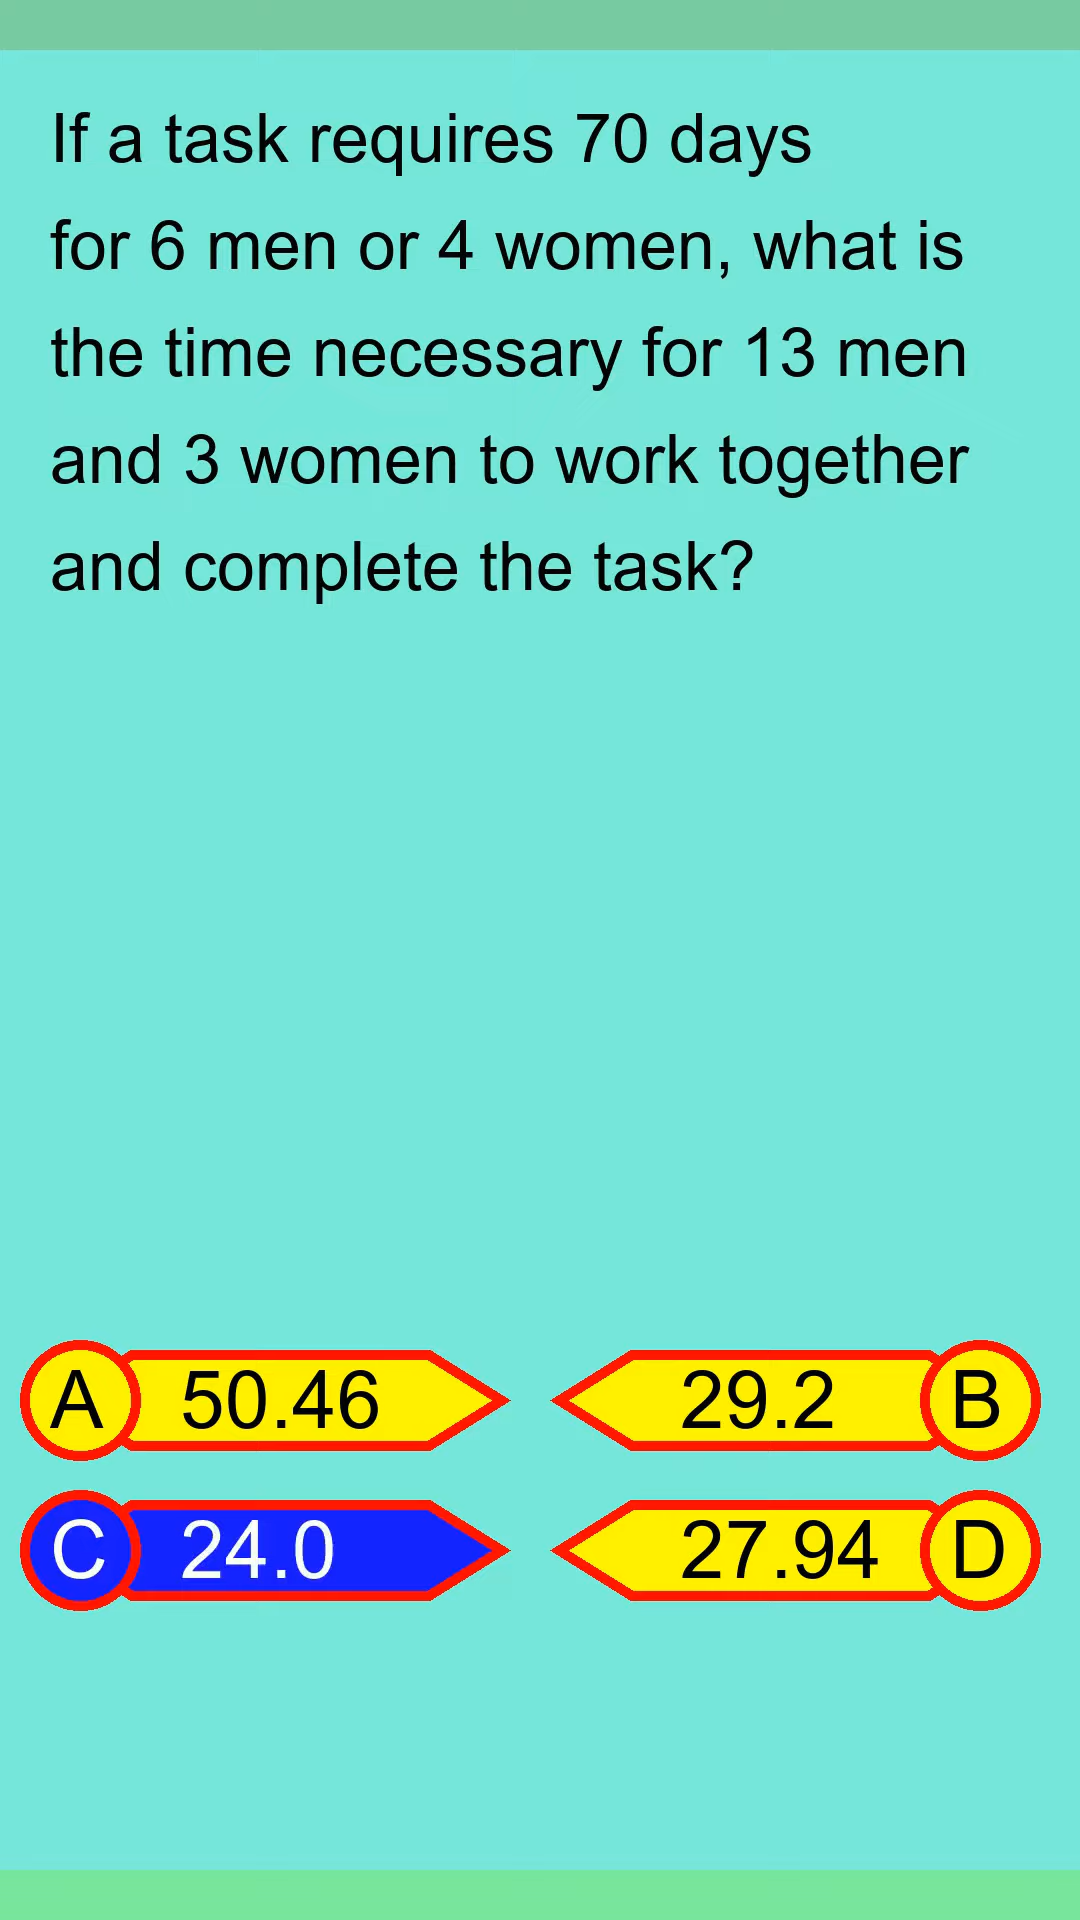 If a task requires 70 days
for 6 men or 4 women, what is
the time necessary for 13 men
and 3 women to work together
and complete the task?
A 50.46
29.2 B
C 24.0
27.94 D